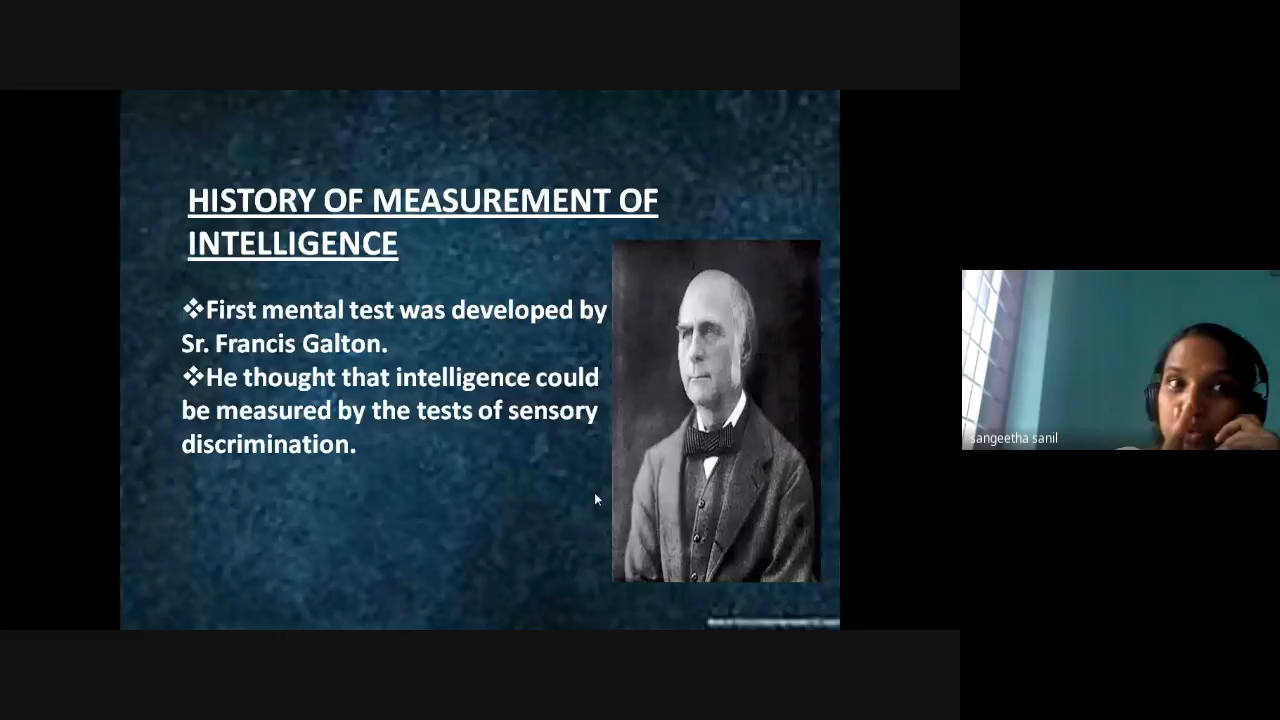 HISTORY OF MEASUREMENT OF
INTELLIGENCE
❖First mental test was developed by
Sr. Francis Galton.
❖He thought that intelligence could
be measured by the tests of sensory
discrimination.
sangeetha sanil